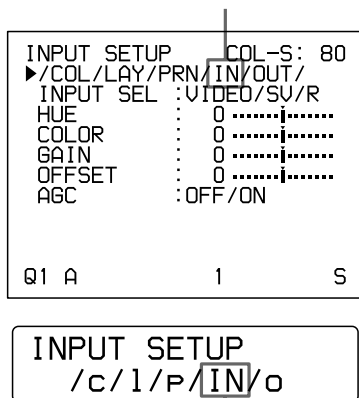 INPUT SETUP COL-S: 80
▶/COL/LAY/PRN/IN/OUT/
INPUT SEL :VIDEO/SV/R
HUE : 0
COLOR : 0
GAIN : 0
OFFSET : 0
AGC :OFF/ON
Q1 A 1 S
INPUT SETUP
/c/l/p/IN/o